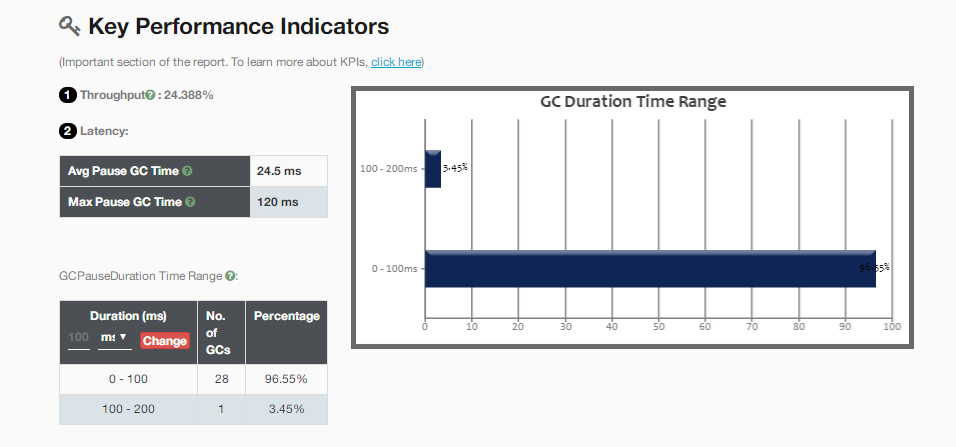 Key Performance Indicators
(Important section of the report. To learn more about KPIs, click here)
1 Throughput : 24.388%
2 Latency:
Avg Pause GC Time 24.5 ms
Max Pause GC Time 120 ms
GCPauseDuration Time Range :
Duration (ms) No. of GCs Percentage
100 ms Change
0 - 100 28 96.55%
100 - 200 1 3.45%
GC Duration Time Range
100 - 200ms 3.45%
0 - 100ms 96.55%
0 10 20 30 40 50 60 70 80 90 100